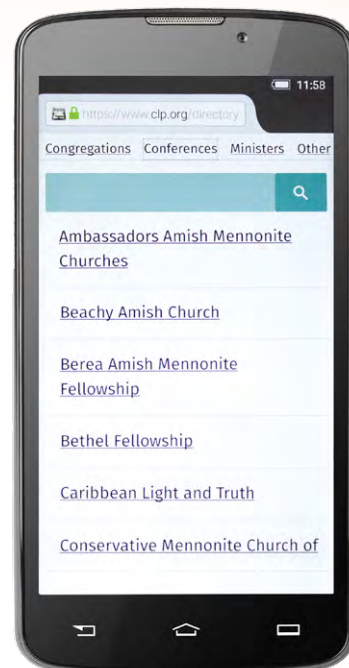 11:58
https://www.clp.org/directory
Congregations Conferences Ministers Other
Ambassadors Amish Mennonite
Churches
Beachy Amish Church
Berea Amish Mennonite
Fellowship
Bethel Fellowship
Caribbean Light and Truth
Conservative Mennonite Church of